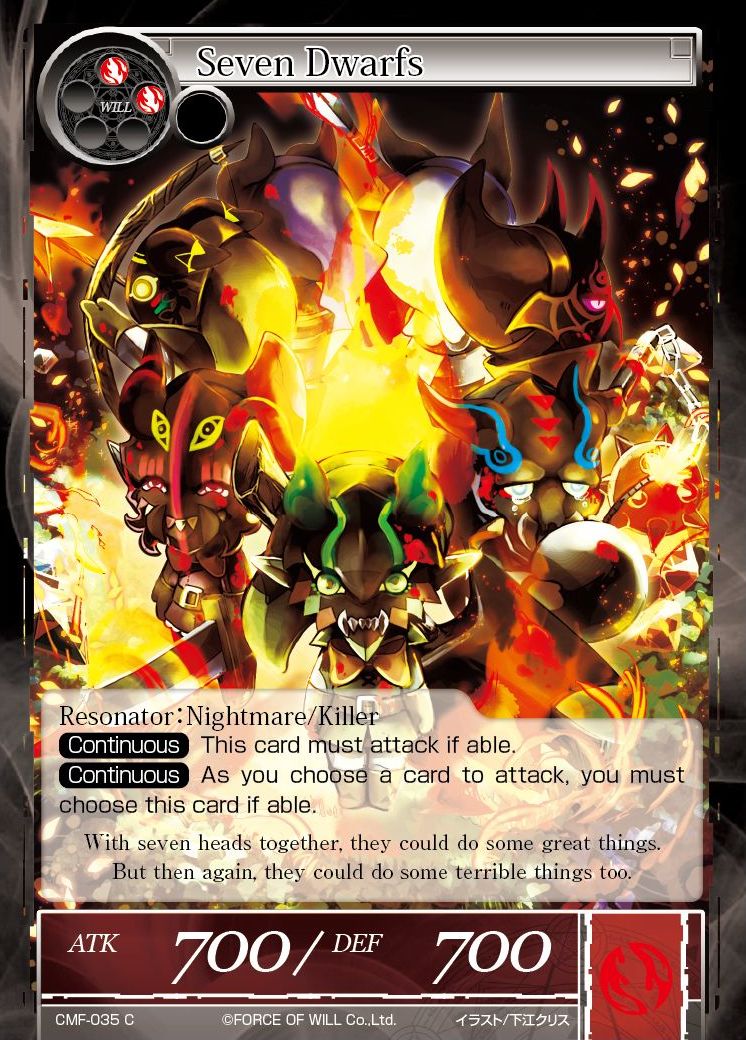 Seven Dwarfs
WILL
Resonator:Nightmare/Killer
Continuous This card must attack if able.
Continuous As you choose a card to attack, you must
choose this card if able.
With seven heads together, they could do some great things.
But then again, they could do some terrible things too.
ATK 700 / DEF 700
CMF-035 C ©FORCE OF WILL Co.,Ltd. イラスト/下江クリス